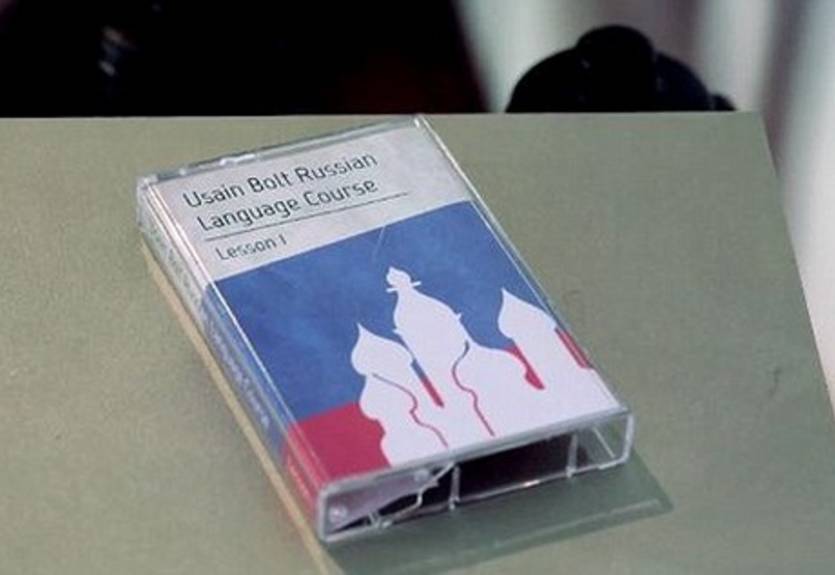 Usain Bolt Russian
Language Course
Lesson 1